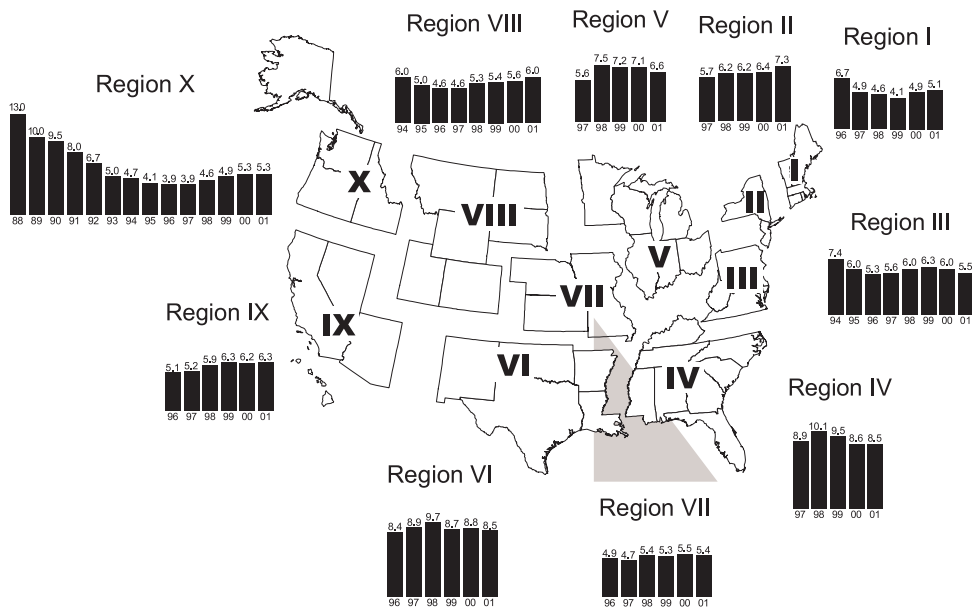 Region VIII
6.0 5.0 4.6 4.6 5.3 5.4 5.6 6.0
94 95 96 97 98 99 00 01
Region V
5.6 7.5 7.2 7.1 6.6
97 98 99 00 01
Region II
5.7 6.2 6.2 6.4 7.3
97 98 99 00 01
Region I
6.7 4.9 4.6 4.1 4.9 5.1
96 97 98 99 00 01
Region X
13.0 10.0 9.5 8.0 6.7 5.0 4.7 4.1 3.9 3.9 4.6 4.9 5.3 5.3
88 89 90 91 92 93 94 95 96 97 98 99 00 01
X
VIII
I
II
V
III
VII
IX
VI
IV
Region III
7.4 6.0 5.3 5.6 6.0 6.3 6.0 5.5
94 95 96 97 98 99 00 01
Region IX
5.1 5.2 5.9 6.3 6.2 6.3
96 97 98 99 00 01
Region IV
8.9 10.1 9.5 8.6 8.5
97 98 99 00 01
Region VI
8.4 8.9 9.7 8.7 8.8 8.5
96 97 98 99 00 01
Region VII
4.9 4.7 5.4 5.3 5.5 5.4
96 97 98 99 00 01